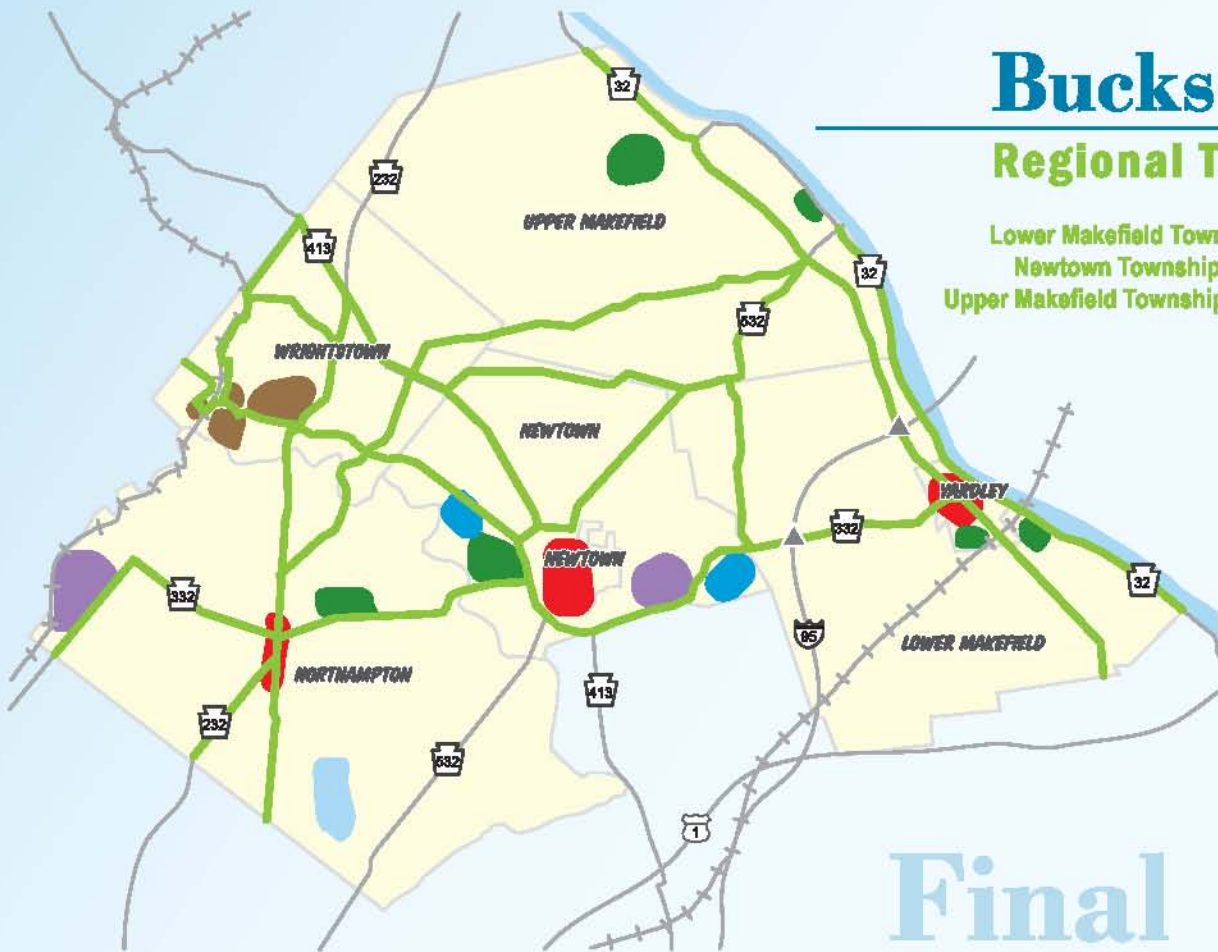 Bucks
Regional T
Lower Makefield Town
Newtown Township
Upper Makefield Township
32
232
UPPER MAKEFIELD
413
32
532
WRIGHTSTOWN
NEWTOWN
YARDLEY
332
NEWTOWN
332
32
95
LOWER MAKEFIELD
NORTHAMPTON
413
232
532
1
Final